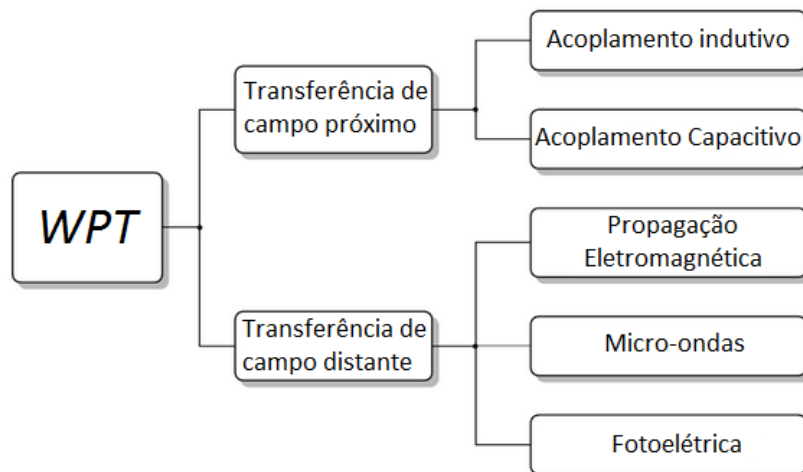 WPT
Transferência de
campo próximo
Acoplamento indutivo
Acoplamento Capacitivo
Transferência de
campo distante
Propagação
Eletromagnética
Micro-ondas
Fotoelétrica